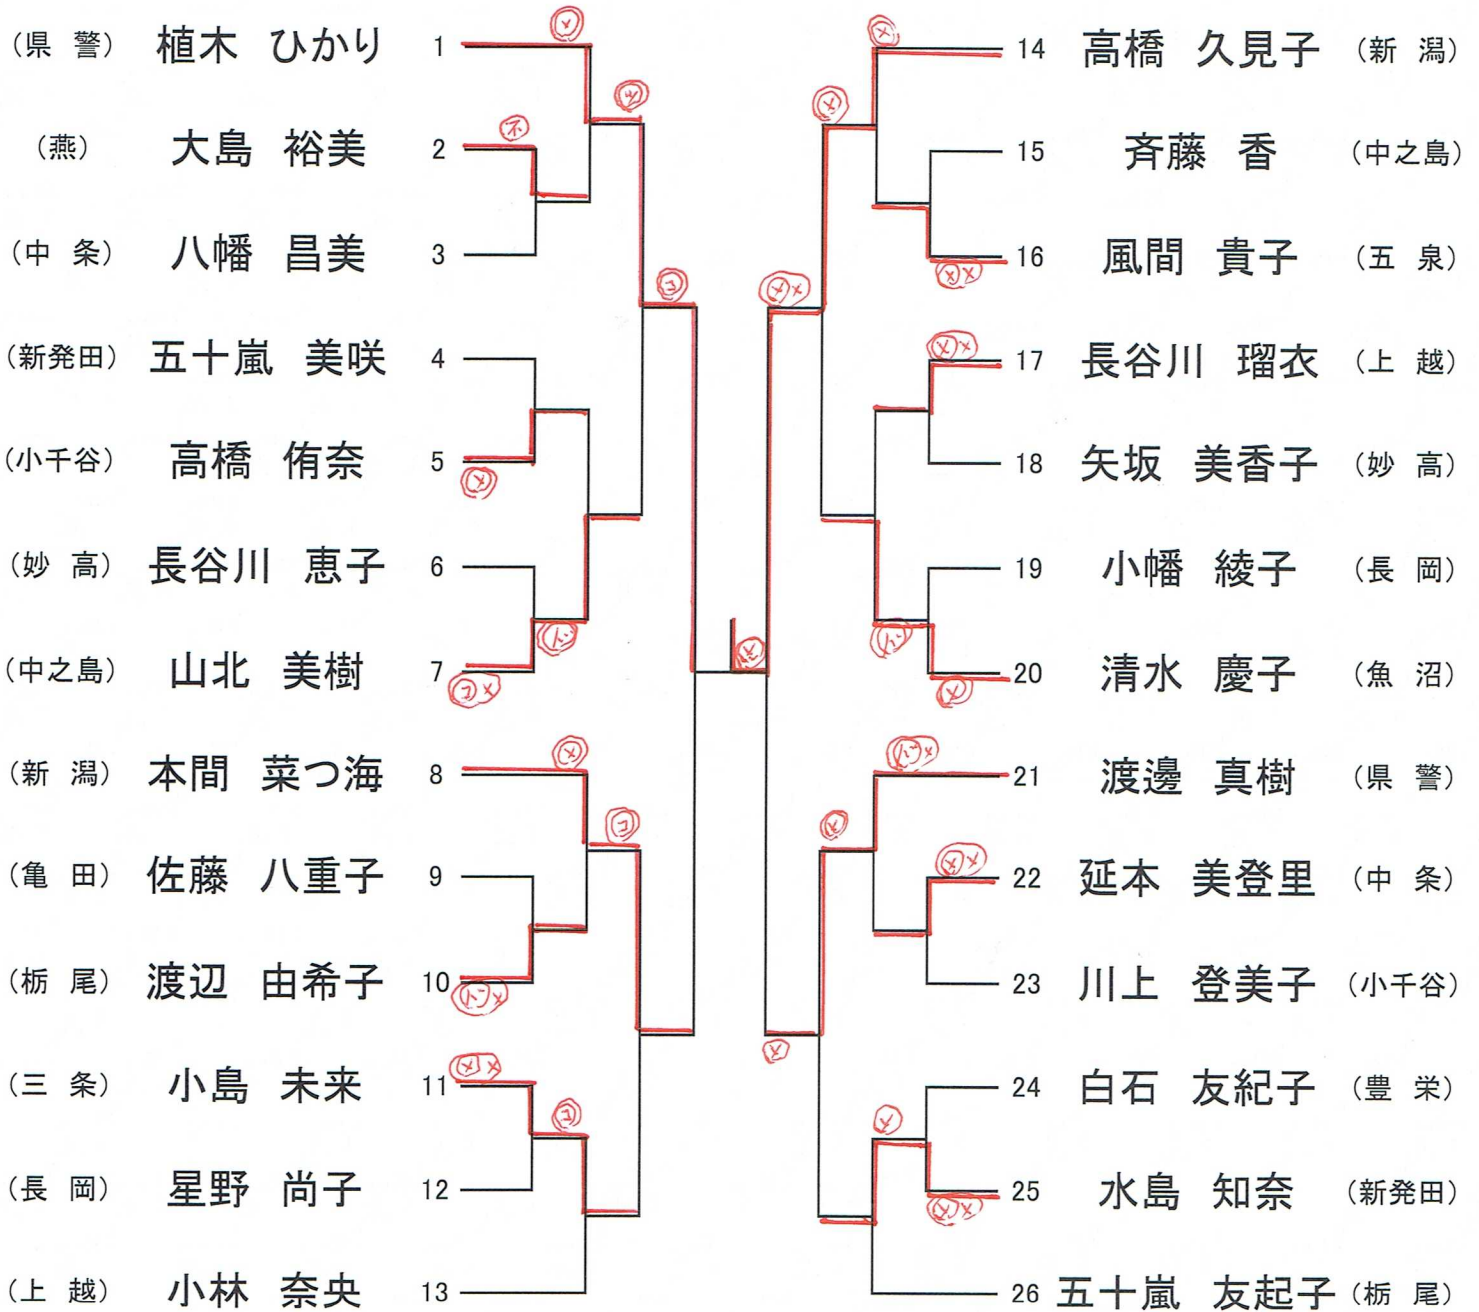 (県 警) 植木 ひかり 1
(燕) 大島 裕美 2
(中 条) 八幡 昌美 3
(新発田) 五十嵐 美咲 4
(小千谷) 高橋 侑奈 5
(妙 高) 長谷川 恵子 6
(中之島) 山北 美樹 7
(新 潟) 本間 菜つ海 8
(亀 田) 佐藤 八重子 9
(栃 尾) 渡辺 由希子 10
(三 条) 小島 未来 11
(長 岡) 星野 尚子 12
(上 越) 小林 奈央 13
14 高橋 久見子 (新 潟)
15 斉藤 香 (中之島)
16 風間 貴子 (五 泉)
17 長谷川 瑠衣 (上 越)
18 矢坂 美香子 (妙 高)
19 小幡 綾子 (長 岡)
20 清水 慶子 (魚 沼)
21 渡邊 真樹 (県 警)
22 延本 美登里 (中 条)
23 川上 登美子 (小千谷)
24 白石 友紀子 (豊 栄)
25 水島 知奈 (新発田)
26 五十嵐 友起子 (栃 尾)